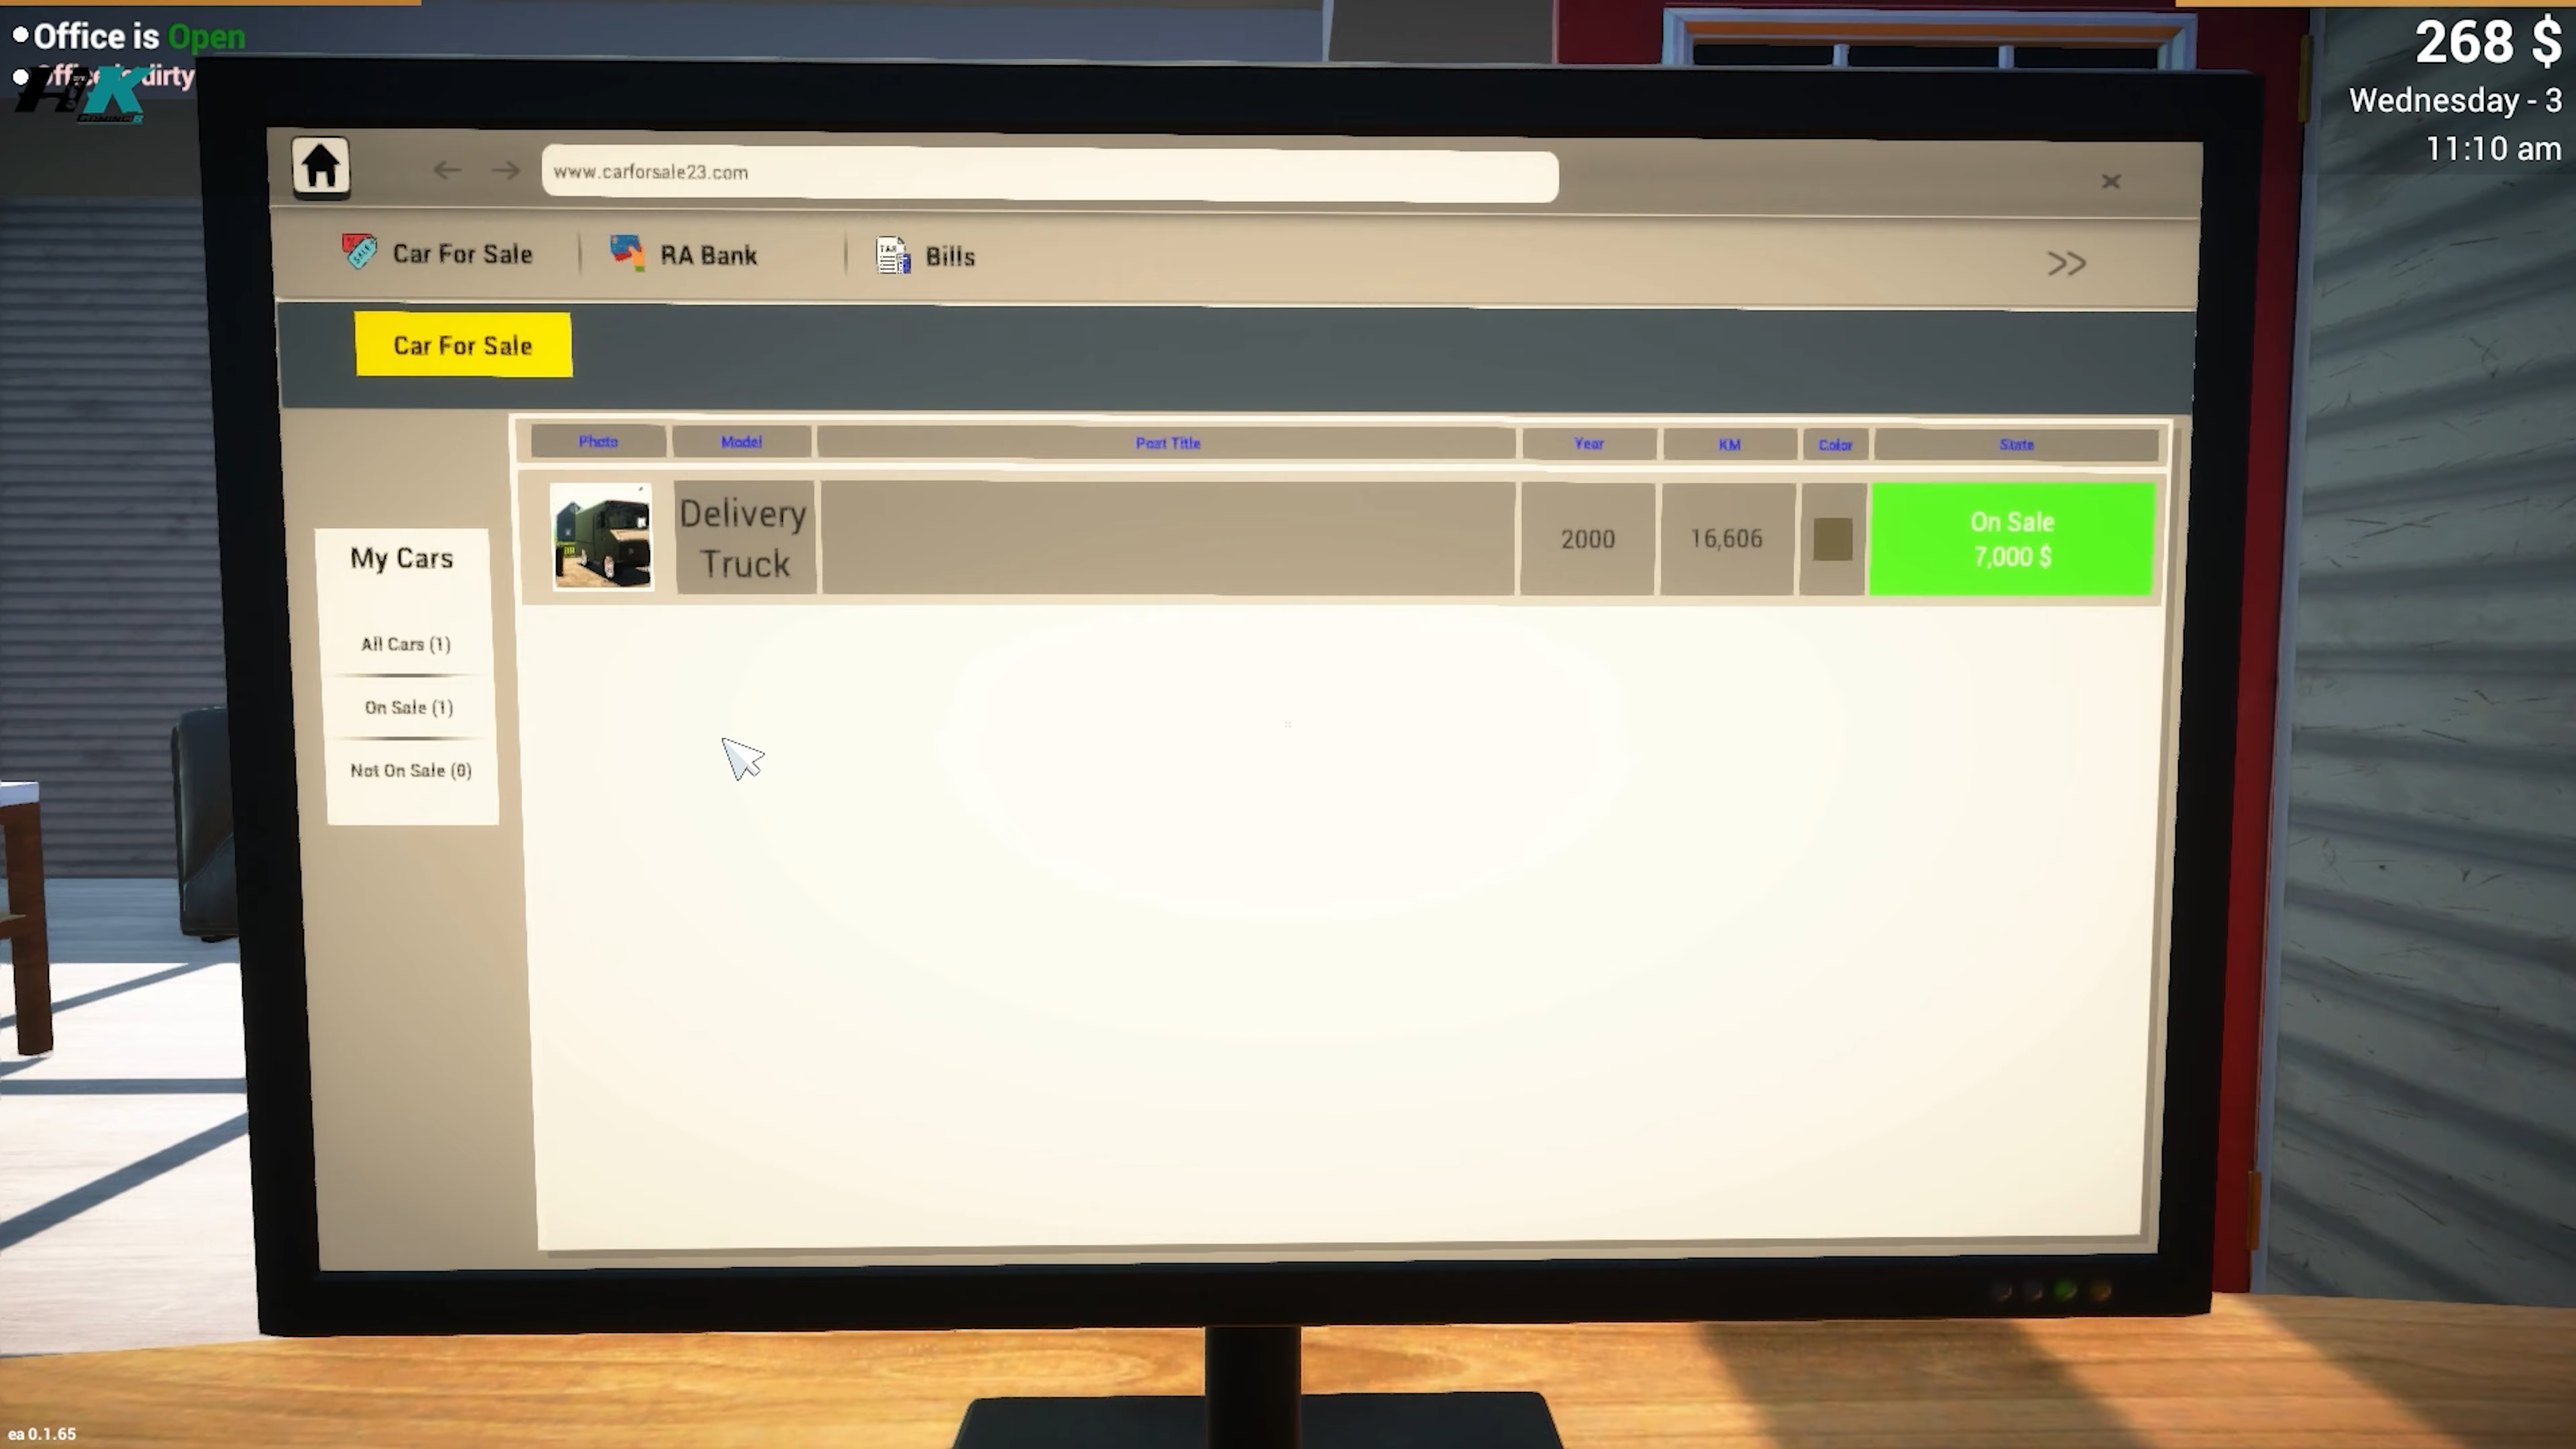 Office is Open
Office is dirty
268 $
Wednesday - 3
11:10 am
www.carforsale23.com
Car For Sale
RA Bank
Bills
>>
Car For Sale
Photo
Model
Post Title
Year
KM
Color
State
Delivery
Truck
2000
16,606
On Sale
7,000 $
My Cars
All Cars (1)
On Sale (1)
Not On Sale (0)
ea 0.1.65